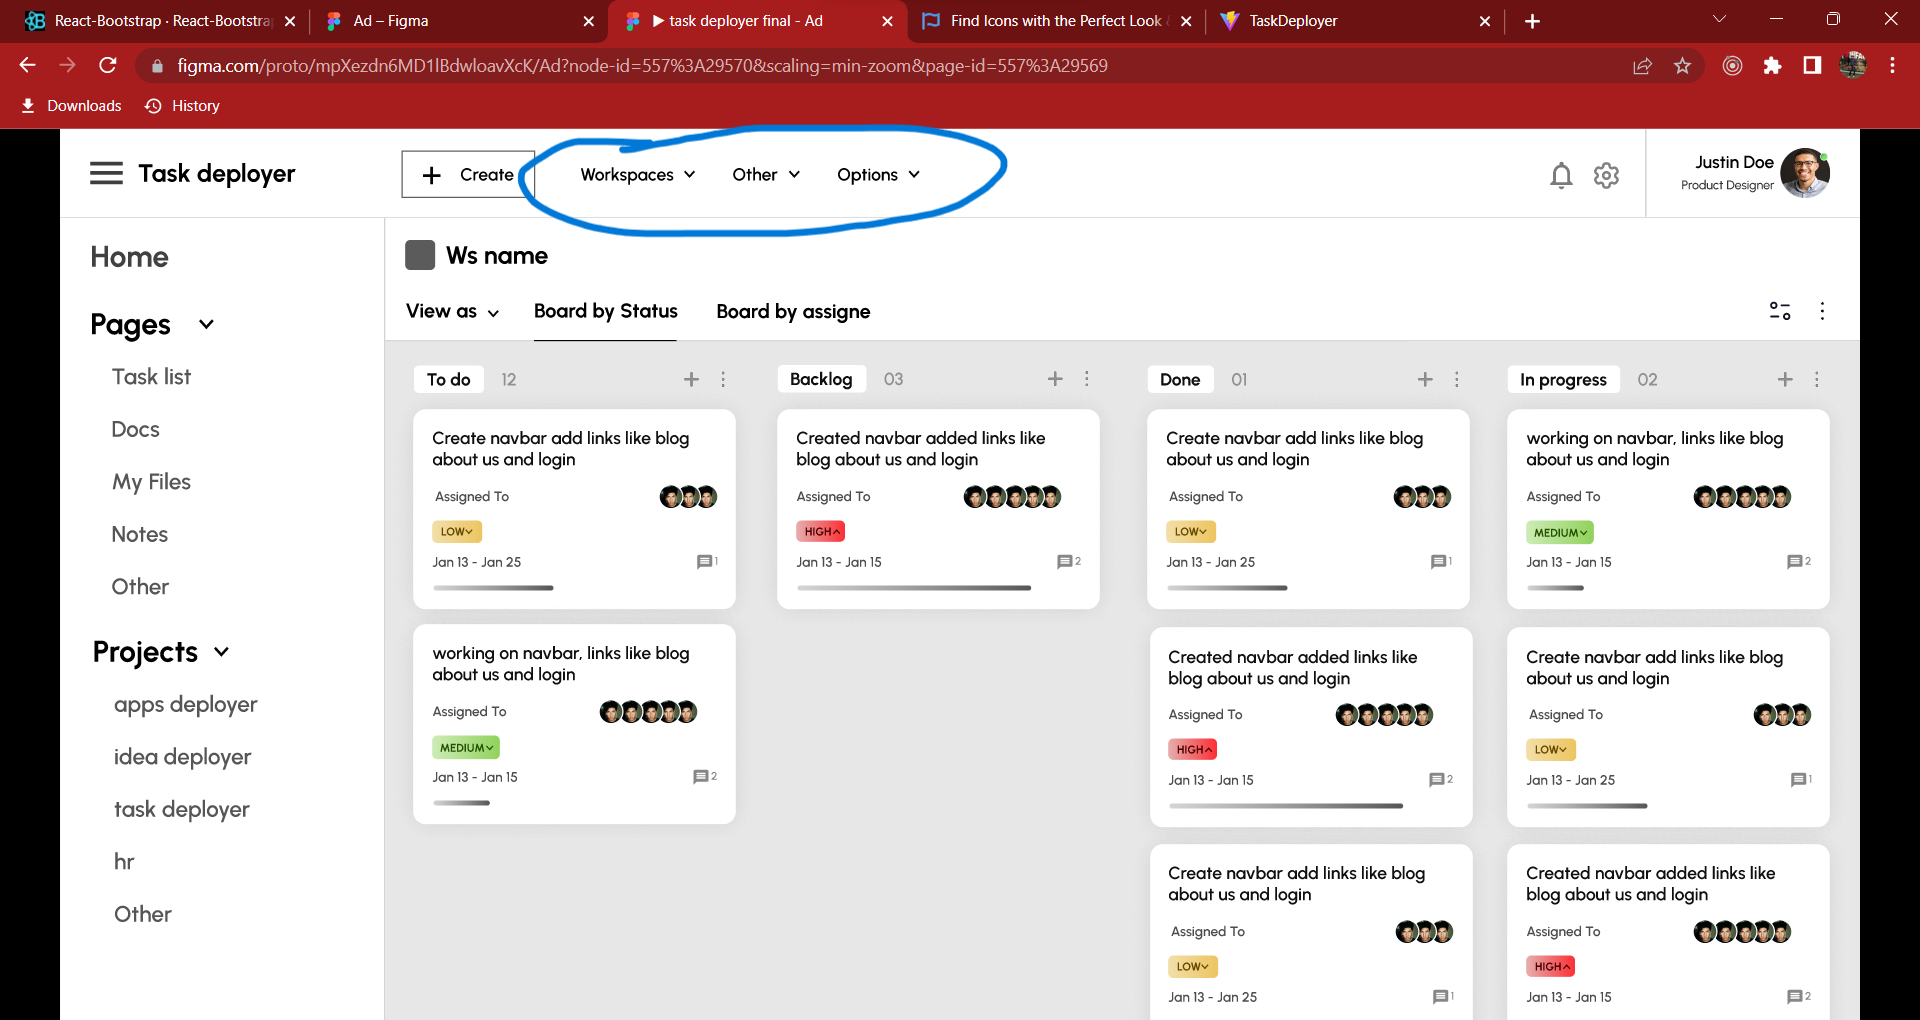 React-Bootstrap · React-Bootstra
Ad – Figma
▶ task deployer final - Ad
Find Icons with the Perfect Look
TaskDeployer
figma.com/proto/mpXezdn6MD1lBdwloavXcK/Ad?node-id=557%3A29570&scaling=min-zoom&page-id=557%3A29569
Downloads
History
Task deployer
+ Create
Workspaces
Other
Options
Justin Doe
Product Designer
Home
Pages
Task list
Docs
My Files
Notes
Other
Projects
apps deployer
idea deployer
task deployer
hr
Other
Ws name
View as
Board by Status
Board by assigne
To do 12
Create navbar add links like blog
about us and login
Assigned To
LOW
Jan 13 - Jan 25
1
working on navbar, links like blog
about us and login
Assigned To
MEDIUM
Jan 13 - Jan 15
2
Backlog 03
Created navbar added links like
blog about us and login
Assigned To
HIGH
Jan 13 - Jan 15
2
Done 01
Create navbar add links like blog
about us and login
Assigned To
LOW
Jan 13 - Jan 25
1
Created navbar added links like
blog about us and login
Assigned To
HIGH
Jan 13 - Jan 15
2
Create navbar add links like blog
about us and login
Assigned To
LOW
Jan 13 - Jan 25
1
In progress 02
working on navbar, links like blog
about us and login
Assigned To
MEDIUM
Jan 13 - Jan 15
2
Create navbar add links like blog
about us and login
Assigned To
LOW
Jan 13 - Jan 25
1
Created navbar added links like
blog about us and login
Assigned To
HIGH
Jan 13 - Jan 15
2